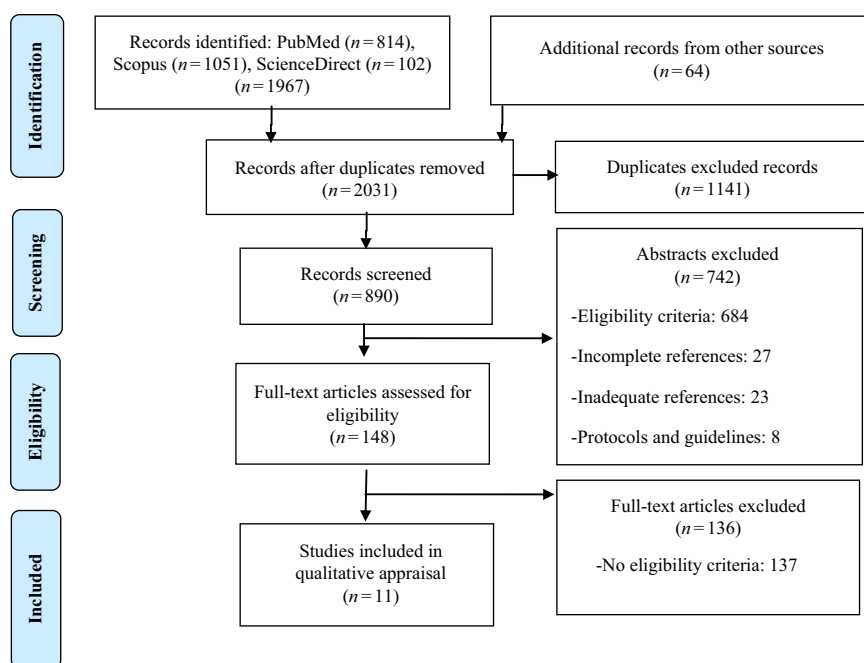 Identification
Records identified: PubMed (n=814),
Scopus (n=1051), ScienceDirect (n=102)
(n=1967)
Additional records from other sources
(n=64)
Records after duplicates removed
(n=2031)
Duplicates excluded records
(n=1141)
Screening
Records screened
(n=890)
Abstracts excluded
(n=742)
-Eligibility criteria: 684
-Incomplete references: 27
-Inadequate references: 23
-Protocols and guidelines: 8
Eligibility
Full-text articles assessed for
eligibility
(n=148)
Full-text articles excluded
(n=136)
-No eligibility criteria: 137
Included
Studies included in
qualitative appraisal
(n=11)